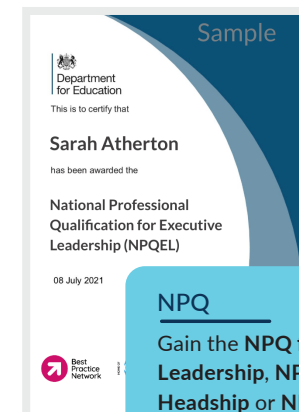 Sample
Department
for Education
This is to certify that
Sarah Atherton
has been awarded the
National Professional
Qualification for Executive
Leadership (NPQEL)
08 July 2021
NPQ
Gain the NPQ
Leadership, NP
Headship or N
Best
Practice
Network